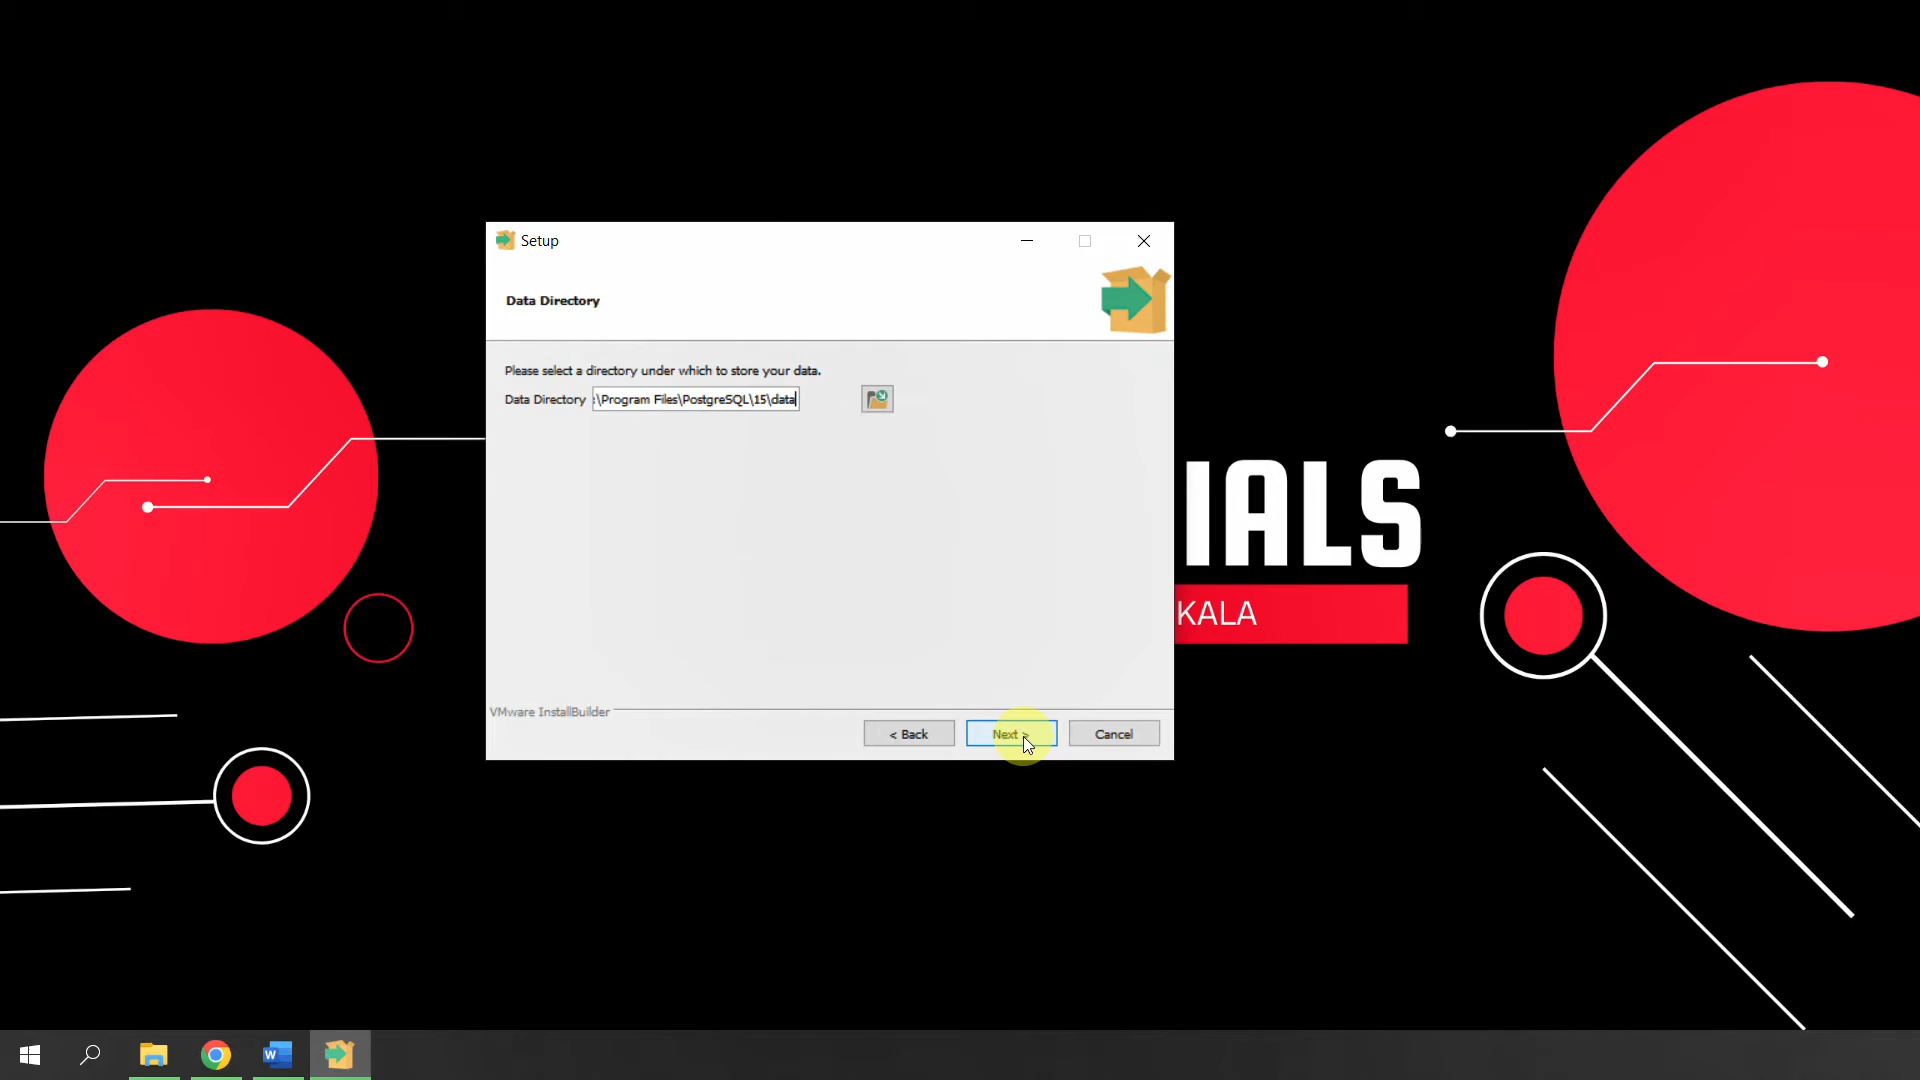 Setup
Data Directory
Please select a directory under which to store your data.
Data Directory :\Program Files\PostgreSQL\15\data
IALS
KALA
VMware InstallBuilder
< Back Next > Cancel
W